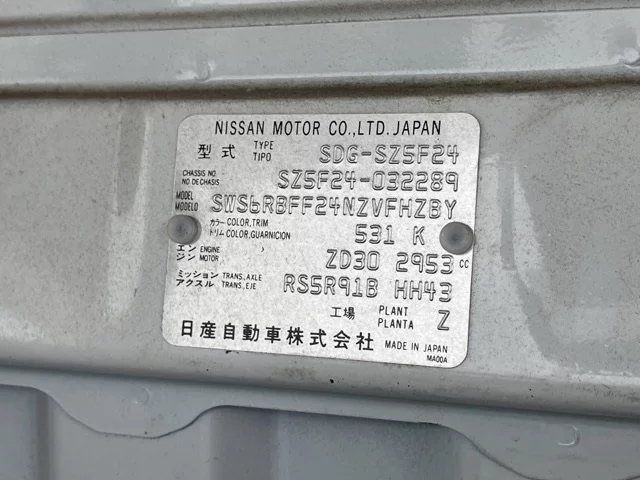 NISSAN MOTOR CO.,LTD. JAPAN
型式 TYPE TIPO SDG-SZ5F24
CHASSIS NO. NO DE CHASIS SZ5F24-032289
MODEL MODELO SWS6RBFF24NZVFHZBY
カラー COLOR,TRIM トリム COLOR,GUARNICION 531 K
エンジン ENGINE MOTOR ZD30 2953 cc
ミッション TRANS.,AXLE アクスル TRANS.,EJE RS5R91B HH43
工場 PLANT PLANTA Z
日産自動車株式会社 MADE IN JAPAN
MA00A